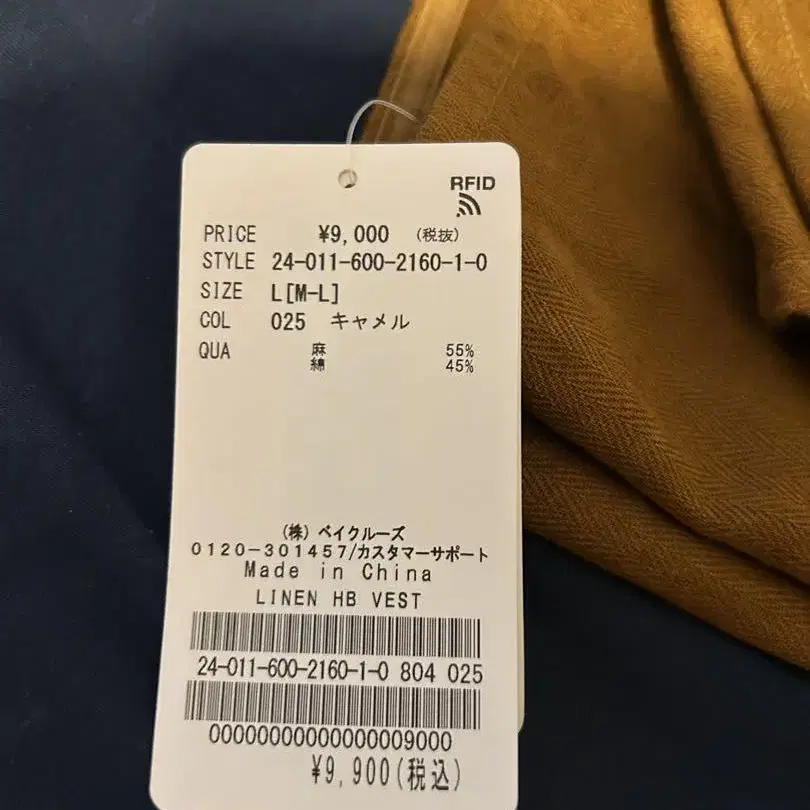 RFID
PRICE ¥9,000 (税抜)
STYLE 24-011-600-2160-1-0
SIZE L[M-L]
COL 025 キャメル
QUA 麻 55%
綿 45%
(株) ベイクルーズ
0120-301457/カスタマーサポート
Made in China
LINEN HB VEST
24-011-600-2160-1-0 804 025
00000000000000009000
¥9,900(税込)